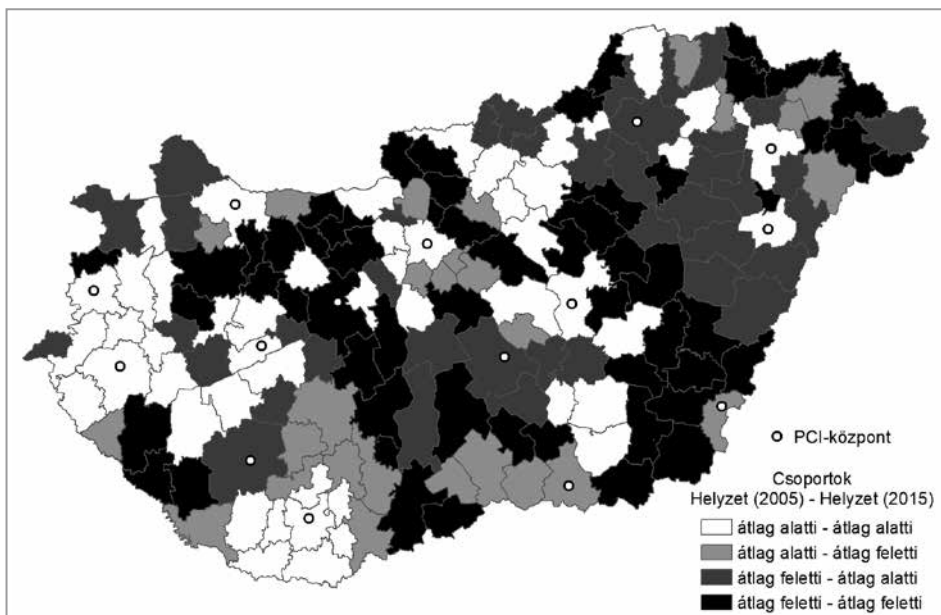 PCI-központ
Csoportok
Helyzet (2005) - Helyzet (2015)
átlag alatti - átlag alatti
átlag alatti - átlag feletti
átlag feletti - átlag alatti
átlag feletti - átlag feletti